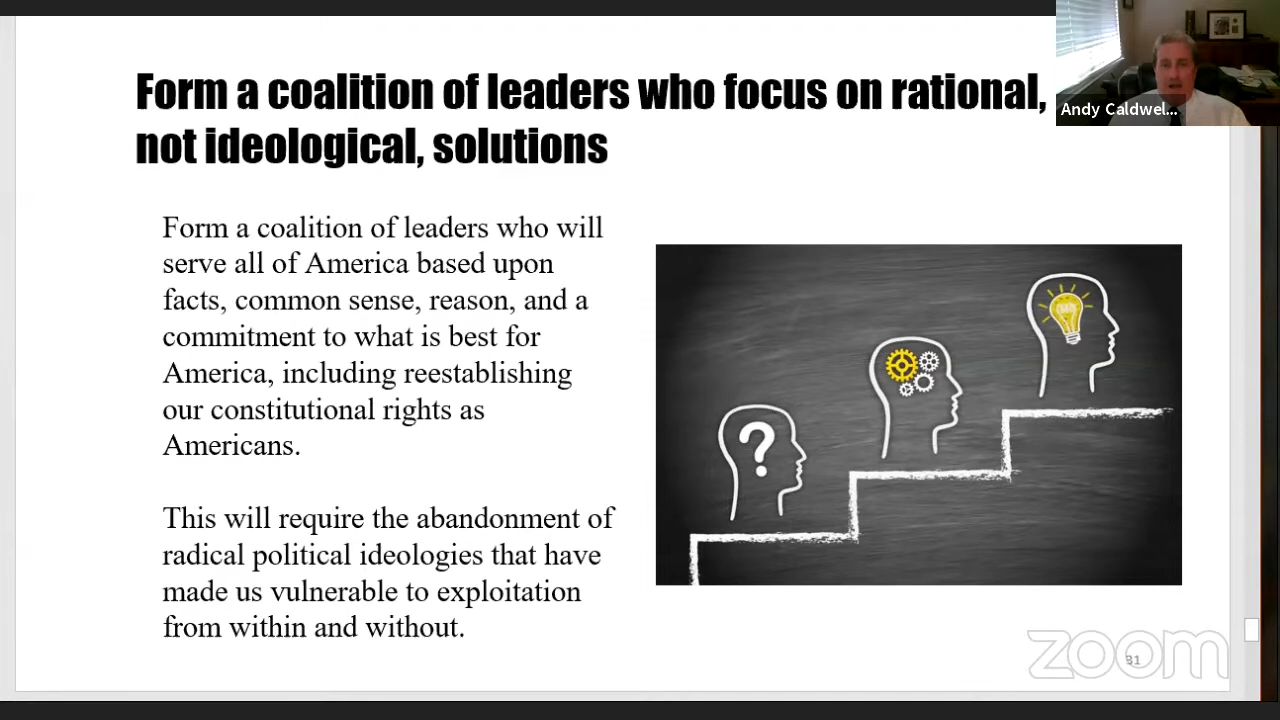 Form a coalition of leaders who focus on rational,
not ideological, solutions
Andy Caldwel...
Form a coalition of leaders who will
serve all of America based upon
facts, common sense, reason, and a
commitment to what is best for
America, including reestablishing
our constitutional rights as
Americans.
This will require the abandonment of
radical political ideologies that have
made us vulnerable to exploitation
from within and without.
?
zoom
31